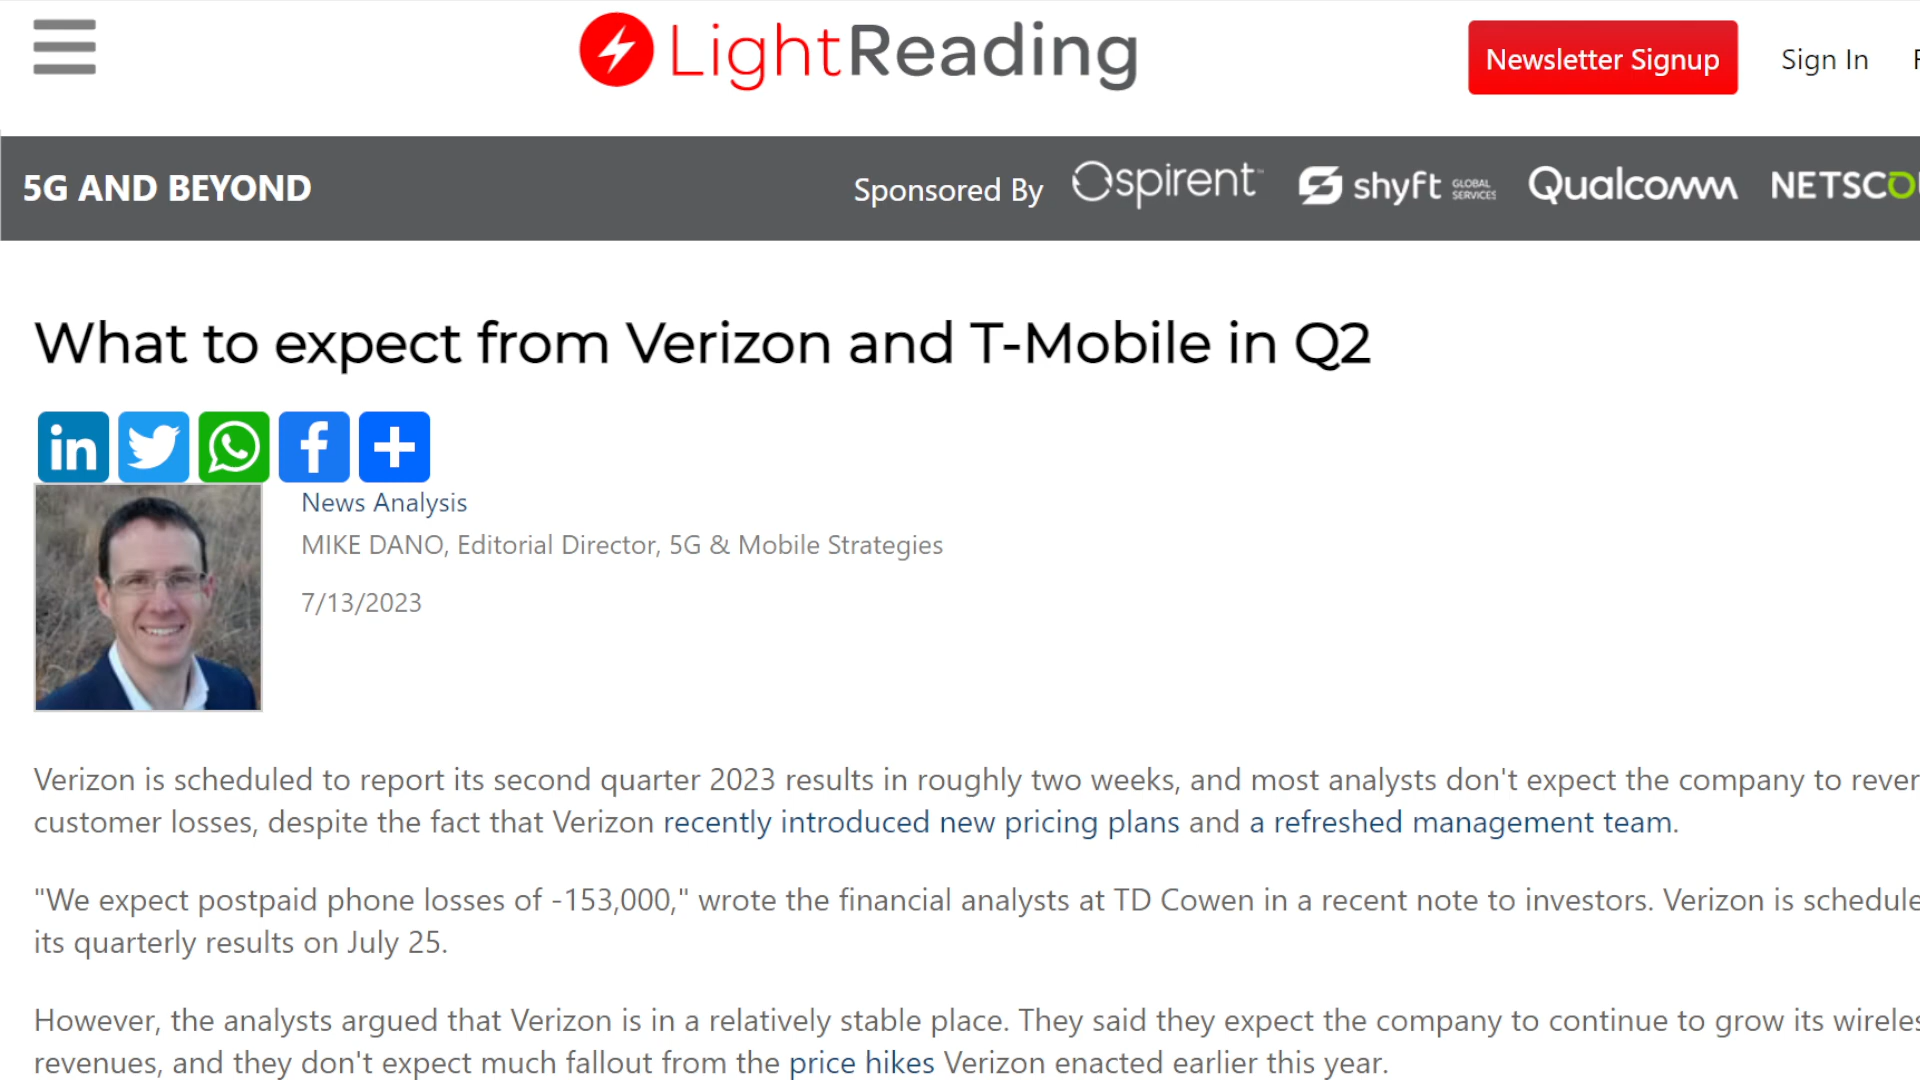 LightReading
Newsletter Signup
Sign In
5G AND BEYOND
Sponsored By
spirent™
shyft GLOBAL SERVICES
Qualcomm
NETSCO
What to expect from Verizon and T-Mobile in Q2
News Analysis
MIKE DANO, Editorial Director, 5G & Mobile Strategies
7/13/2023
Verizon is scheduled to report its second quarter 2023 results in roughly two weeks, and most analysts don't expect the company to rever
customer losses, despite the fact that Verizon recently introduced new pricing plans and a refreshed management team.
"We expect postpaid phone losses of -153,000," wrote the financial analysts at TD Cowen in a recent note to investors. Verizon is schedule
its quarterly results on July 25.
However, the analysts argued that Verizon is in a relatively stable place. They said they expect the company to continue to grow its wireles
revenues, and they don't expect much fallout from the price hikes Verizon enacted earlier this year.